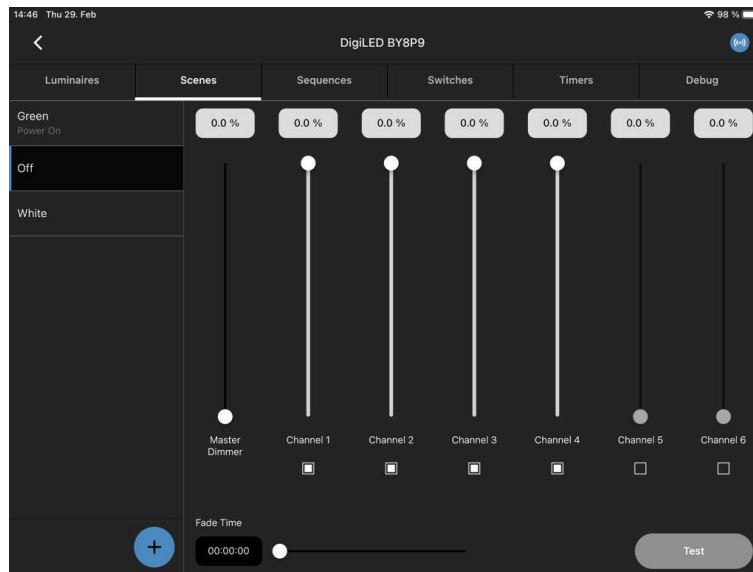 14:46 Thu 29. Feb
98 %
DigiLED BY8P9
Luminaires Scenes Sequences Switches Timers Debug
Green
Power On
Off
White
0.0 % 0.0 % 0.0 % 0.0 % 0.0 % 0.0 % 0.0 %
Master Dimmer
Channel 1 Channel 2 Channel 3 Channel 4 Channel 5 Channel 6
Fade Time
00:00:00
Test